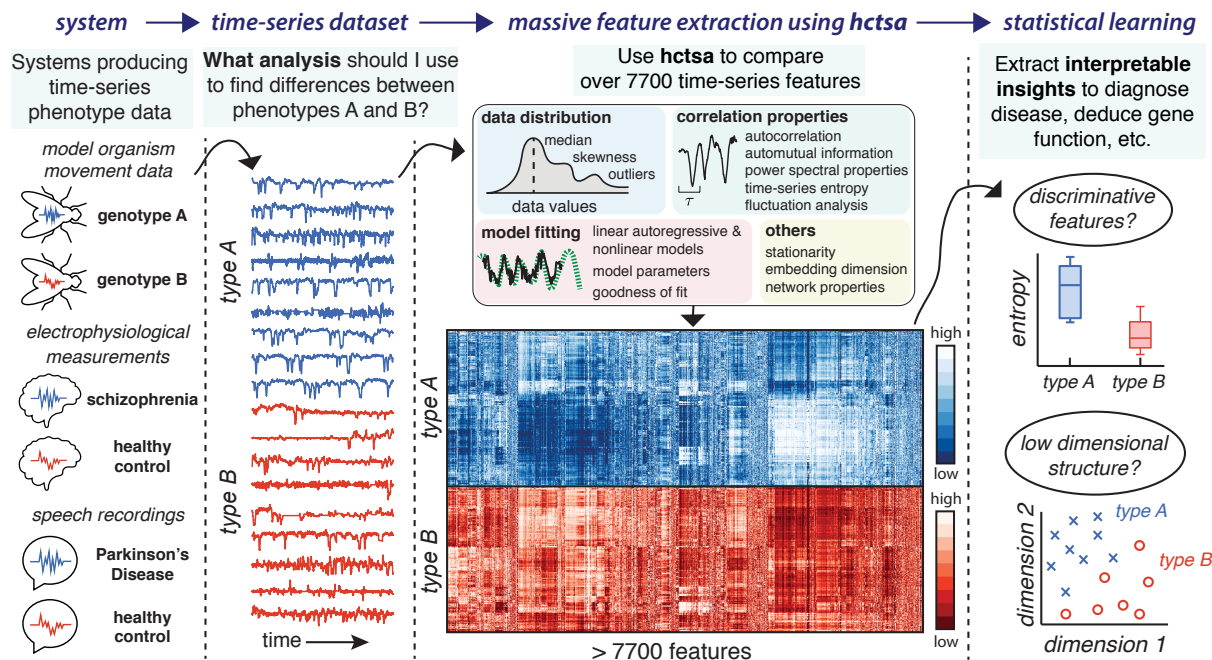 system
time-series dataset
massive feature extraction using hctsa
statistical learning
Systems producing
time-series
phenotype data
model organism
movement data
genotype A
genotype B
electrophysiological
measurements
schizophrenia
healthy
control
speech recordings
Parkinson's
Disease
healthy
control
What analysis should I use
to find differences between
phenotypes A and B?
type A
type B
time
Use hctsa to compare
over 7700 time-series features
data distribution
median
skewness
outliers
data values
correlation properties
τ
autocorrelation
automutual information
power spectral properties
time-series entropy
fluctuation analysis
model fitting
linear autoregressive &
nonlinear models
model parameters
goodness of fit
others
stationarity
embedding dimension
network properties
type A
high
low
type B
high
low
> 7700 features
Extract interpretable
insights to diagnose
disease, deduce gene
function, etc.
discriminative
features?
entropy
type A
type B
low dimensional
structure?
dimension 2
type A
type B
dimension 1